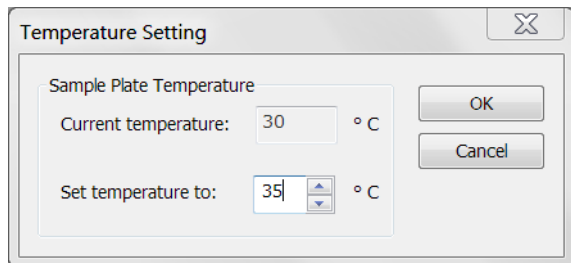 Temperature Setting
Sample Plate Temperature
Current temperature: 30 ° C
Set temperature to: 35 ° C
OK
Cancel